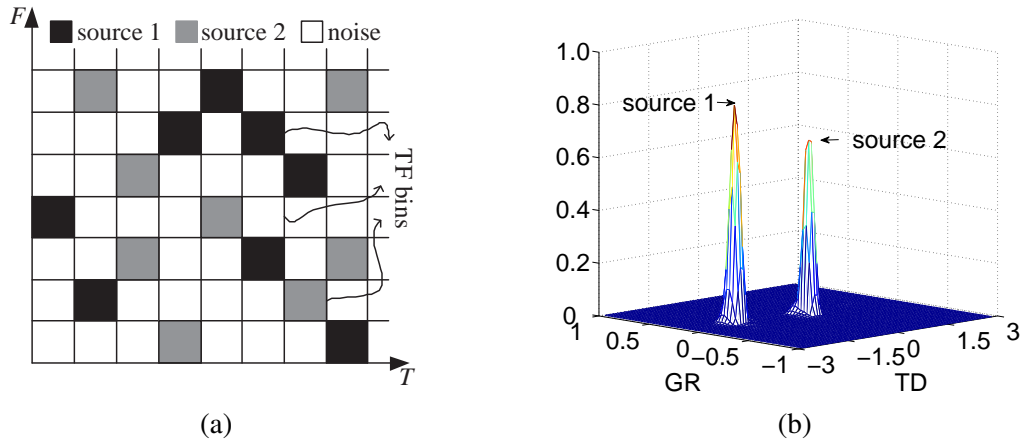 F
source 1 source 2 noise
TF bins
T
(a)
1.0
0.8
0.6
0.4
0.2
0
source 1
source 2
1 0.5 0 −0.5 −1
GR
−3 −1.5 0 1.5 3
TD
(b)